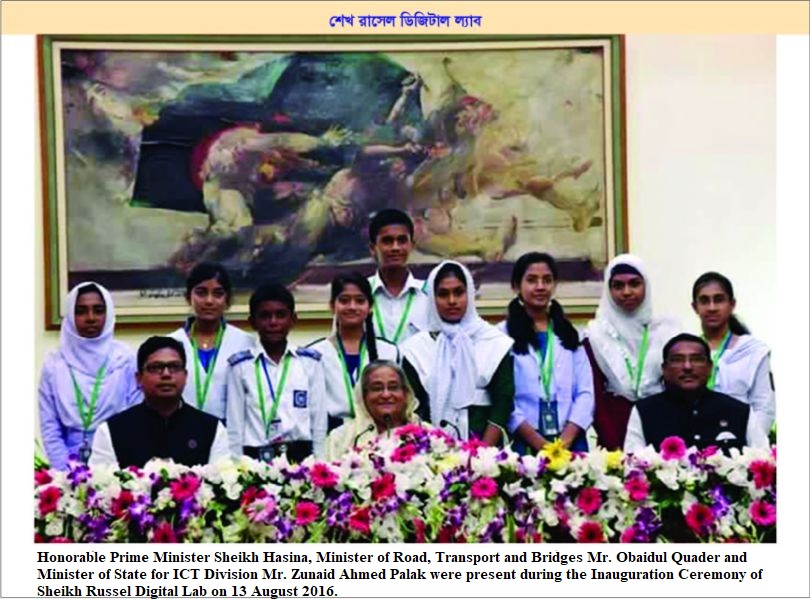 শেখ রাসেল ডিজিটাল ল্যাব
Honorable Prime Minister Sheikh Hasina, Minister of Road, Transport and Bridges Mr. Obaidul Quader and
Minister of State for ICT Division Mr. Zunaid Ahmed Palak were present during the Inauguration Ceremony of
Sheikh Russel Digital Lab on 13 August 2016.